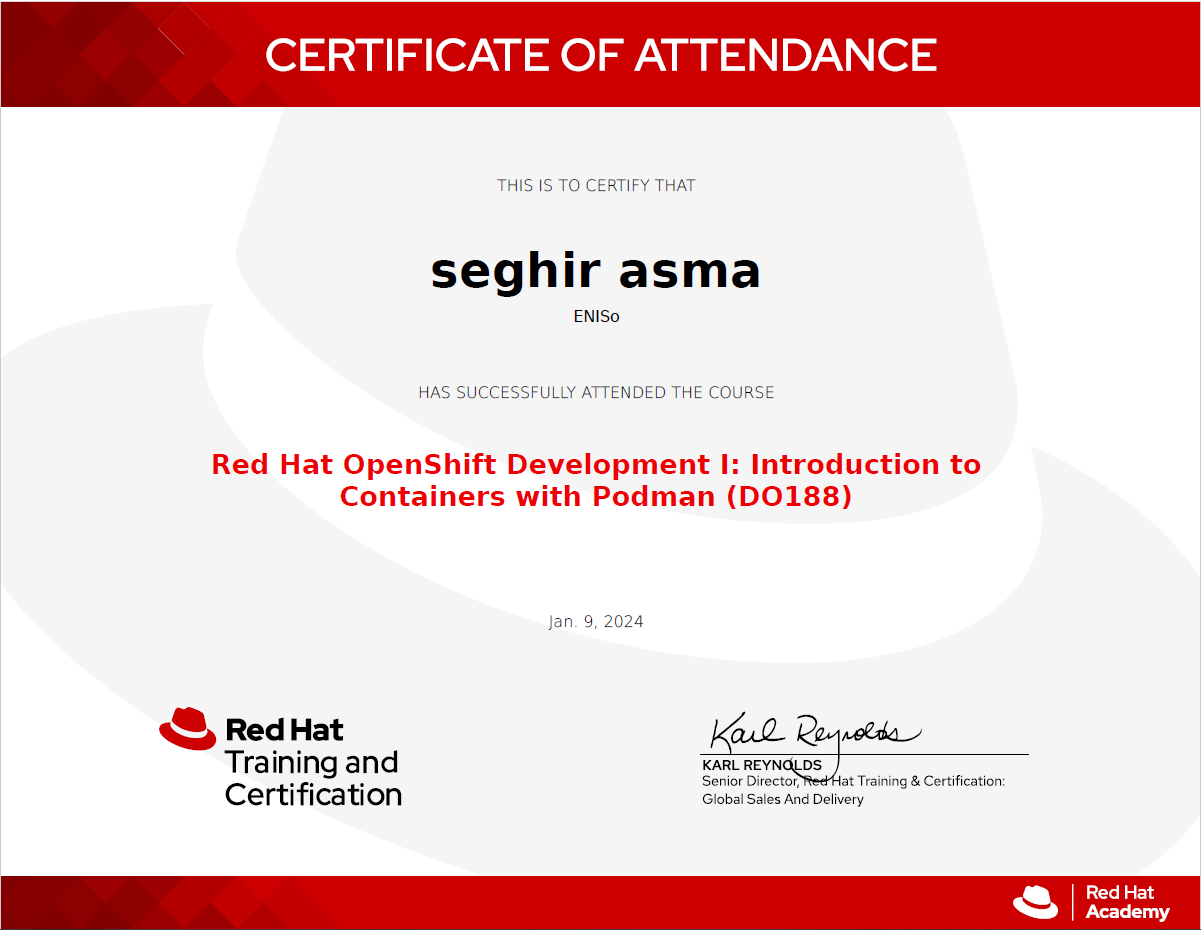 CERTIFICATE OF ATTENDANCE
THIS IS TO CERTIFY THAT
seghir asma
ENISo
HAS SUCCESSFULLY ATTENDED THE COURSE
Red Hat OpenShift Development I: Introduction to
Containers with Podman (DO188)
Jan. 9, 2024
Red Hat
Training and
Certification
Karl Reynolds
KARL REYNOLDS
Senior Director, Red Hat Training & Certification:
Global Sales And Delivery
Red Hat
Academy